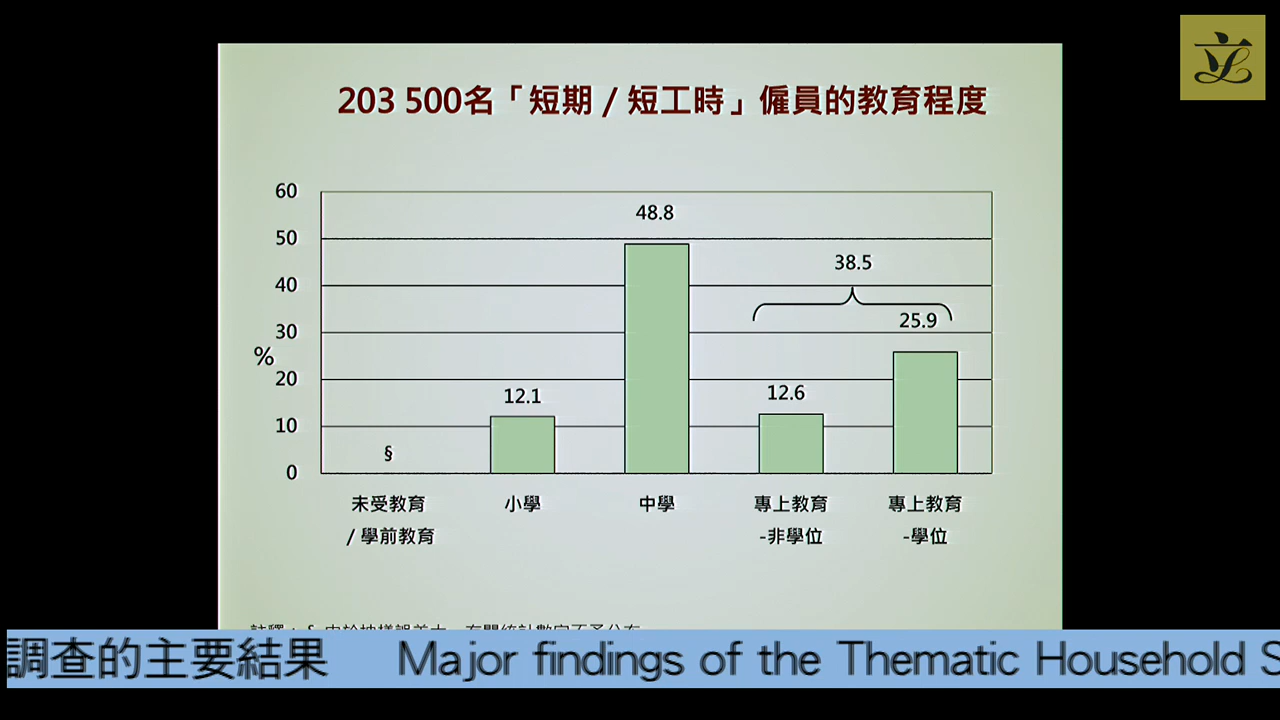 203 500名「短期 / 短工時」僱員的教育程度
60
50
40
30
20
10
0
%
§
12.1
48.8
12.6
25.9
38.5
未受教育
/ 學前教育
小學
中學
專上教育
-非學位
專上教育
-學位
調查的主要結果 Major findings of the Thematic Household S